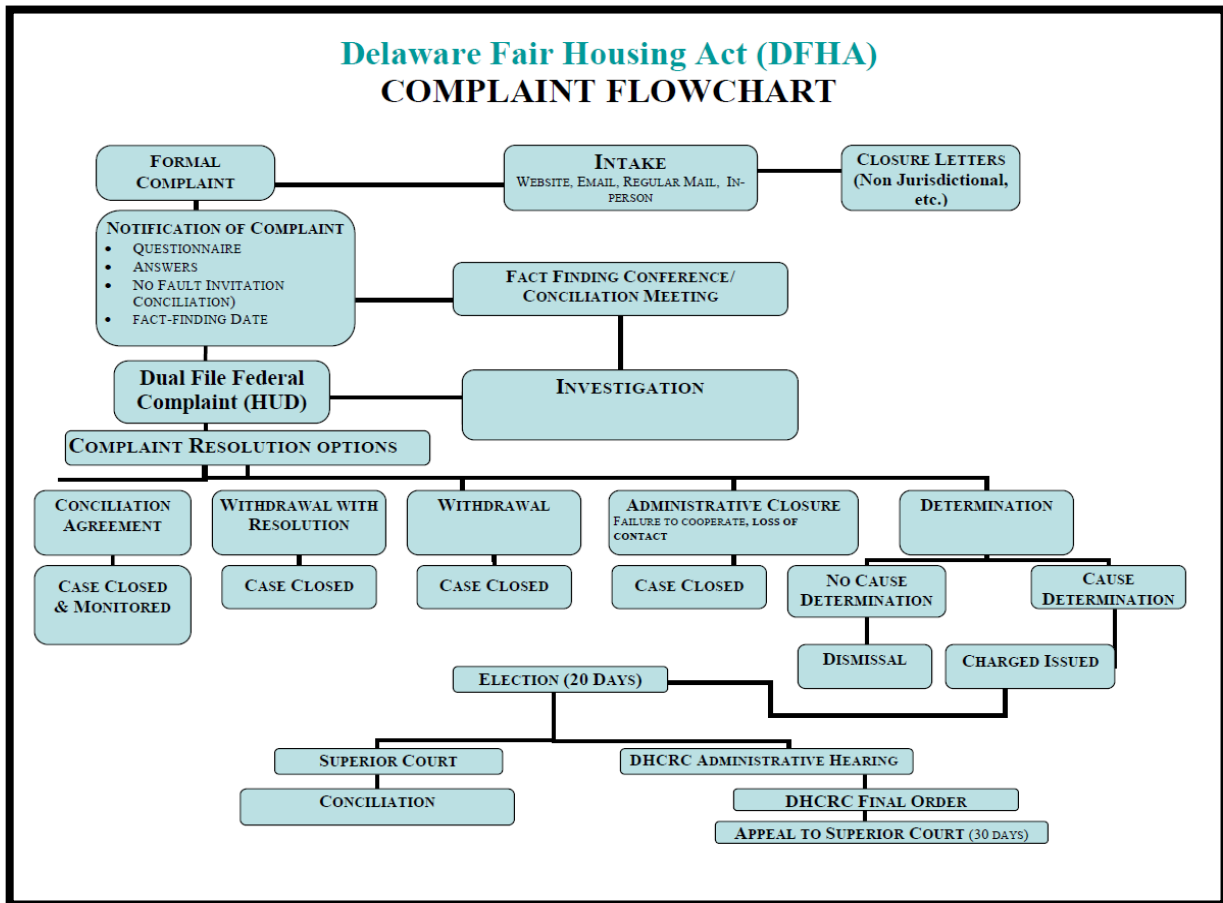 Delaware Fair Housing Act (DFHA)
COMPLAINT FLOWCHART
FORMAL
COMPLAINT
INTAKE
WEBSITE, EMAIL, REGULAR MAIL, IN-
PERSON
CLOSURE LETTERS
(Non Jurisdictional,
etc.)
NOTIFICATION OF COMPLAINT
• QUESTIONNAIRE
• ANSWERS
• NO FAULT INVITATION
CONCILIATION)
• FACT-FINDING DATE
FACT FINDING CONFERENCE/
CONCILIATION MEETING
Dual File Federal
Complaint (HUD)
INVESTIGATION
COMPLAINT RESOLUTION OPTIONS
CONCILIATION
AGREEMENT
WITHDRAWAL WITH
RESOLUTION
WITHDRAWAL
ADMINISTRATIVE CLOSURE
FAILURE TO COOPERATE, LOSS OF
CONTACT
DETERMINATION
CASE CLOSED
& MONITORED
CASE CLOSED
CASE CLOSED
CASE CLOSED
NO CAUSE
DETERMINATION
CAUSE
DETERMINATION
DISMISSAL
CHARGED ISSUED
ELECTION (20 DAYS)
SUPERIOR COURT
DHCRC ADMINISTRATIVE HEARING
CONCILIATION
DHCRC FINAL ORDER
APPEAL TO SUPERIOR COURT (30 DAYS)